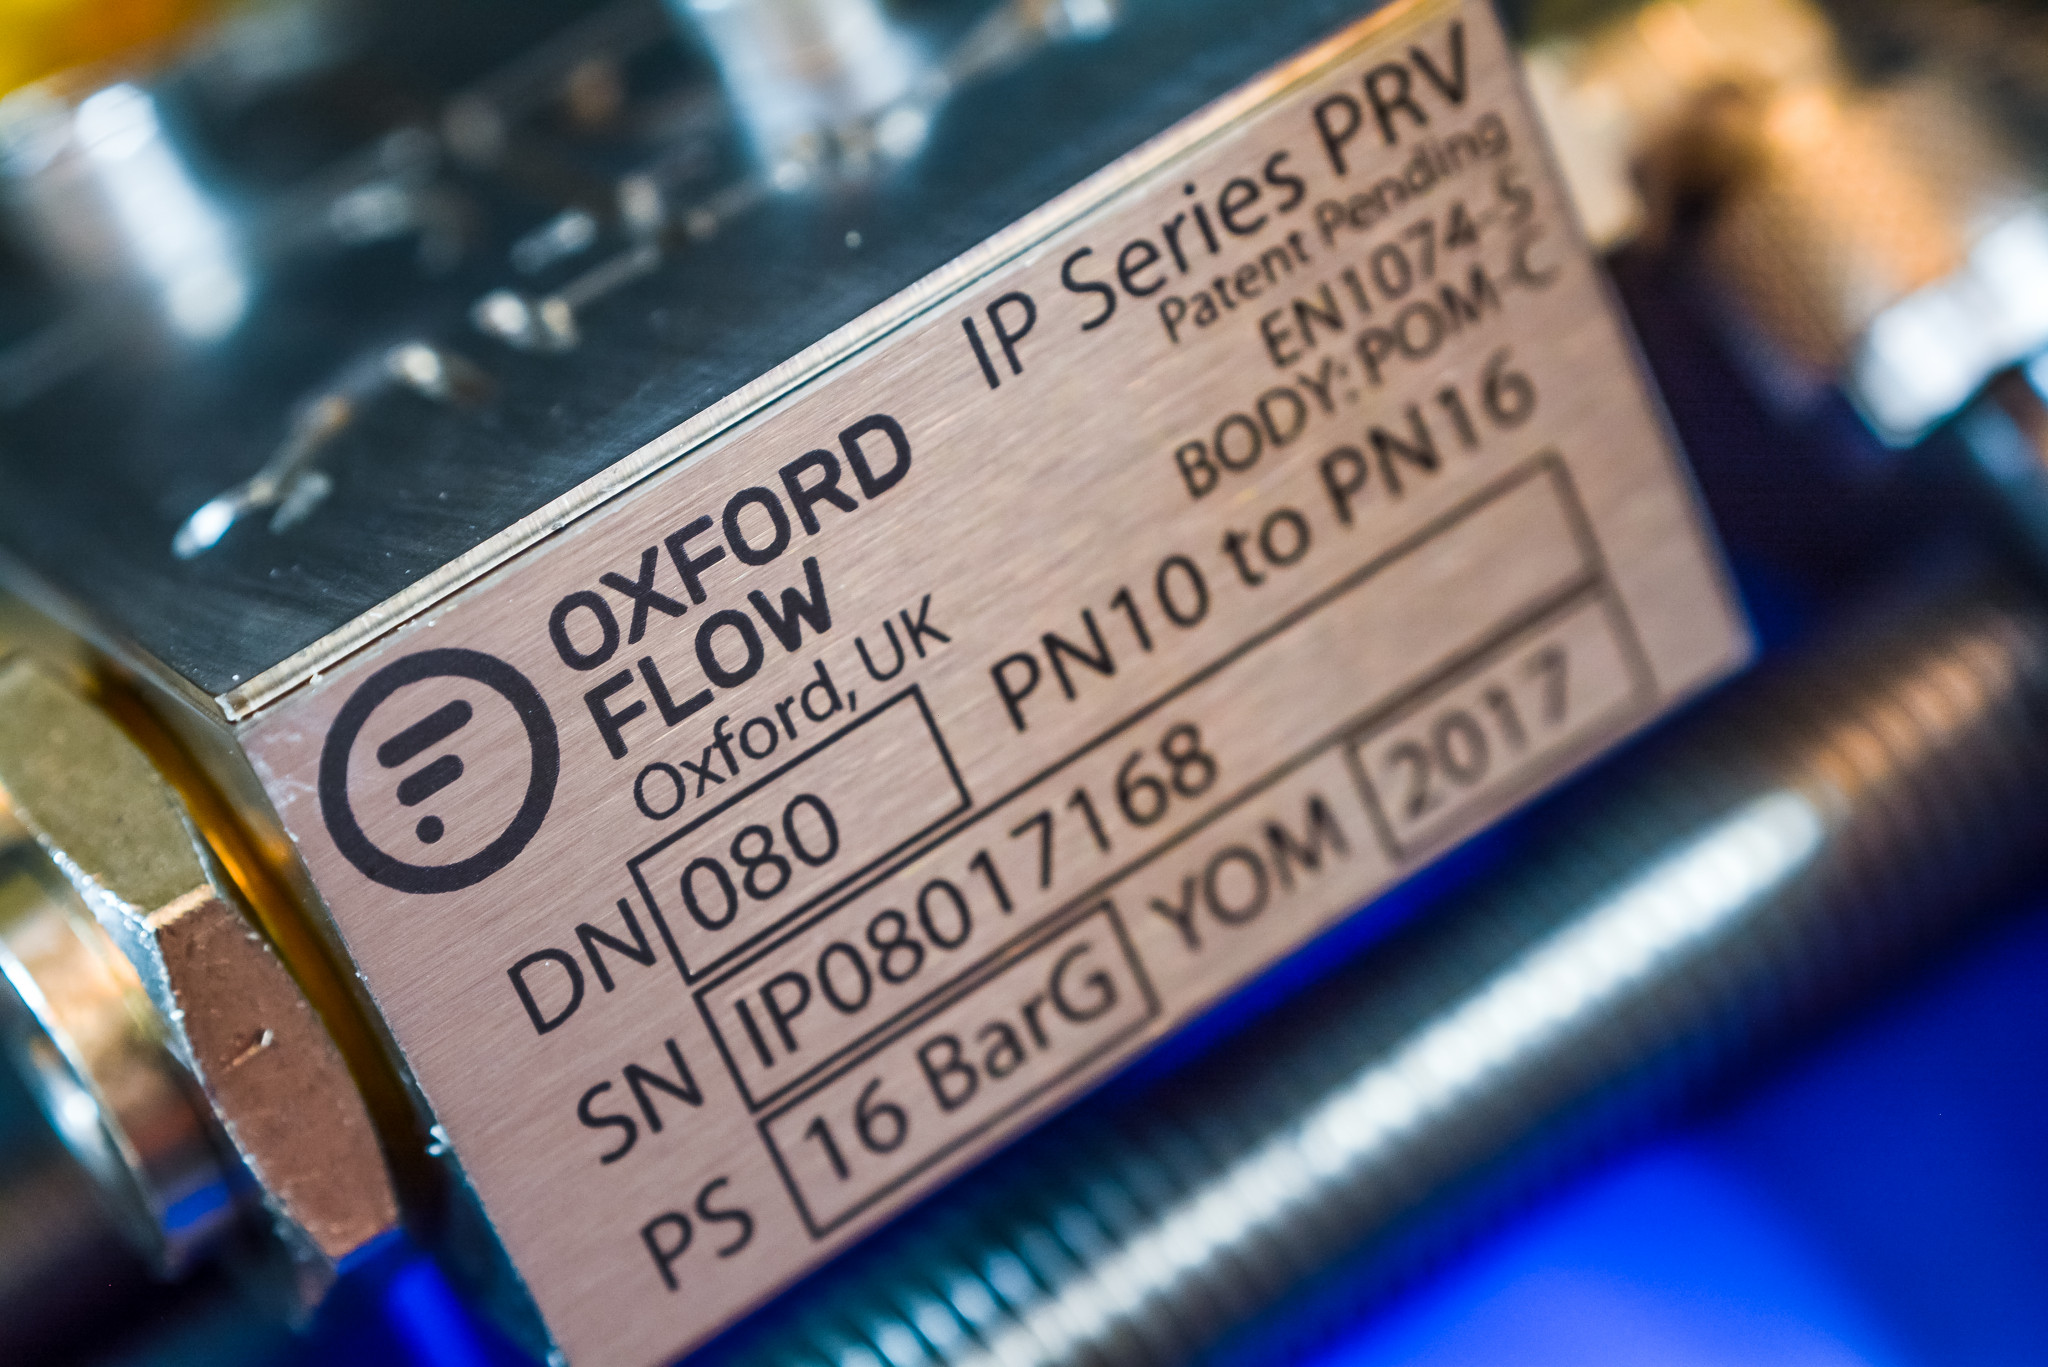 OXFORD
FLOW
Oxford, UK
IP Series PRV
Patent Pending
EN1074-5
BODY: POM-C
DN 080 PN10 to PN16
SN IP08017168
PS 16 BarG YOM 2017